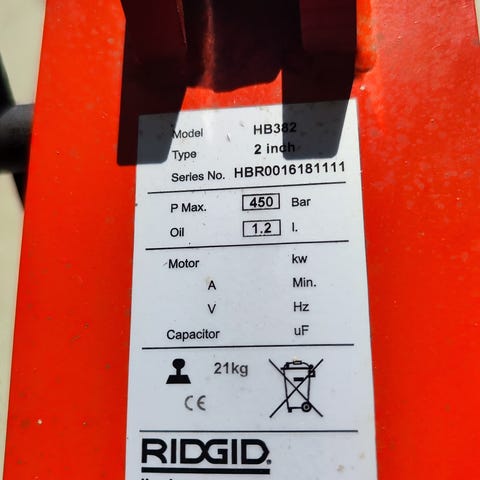 Model HB382
Type 2 inch
Series No. HBR0016181111
P Max. 450 Bar
Oil 1.2 l.
Motor kw
A Min.
V Hz
Capacitor uF
21kg
CE
RIDGID